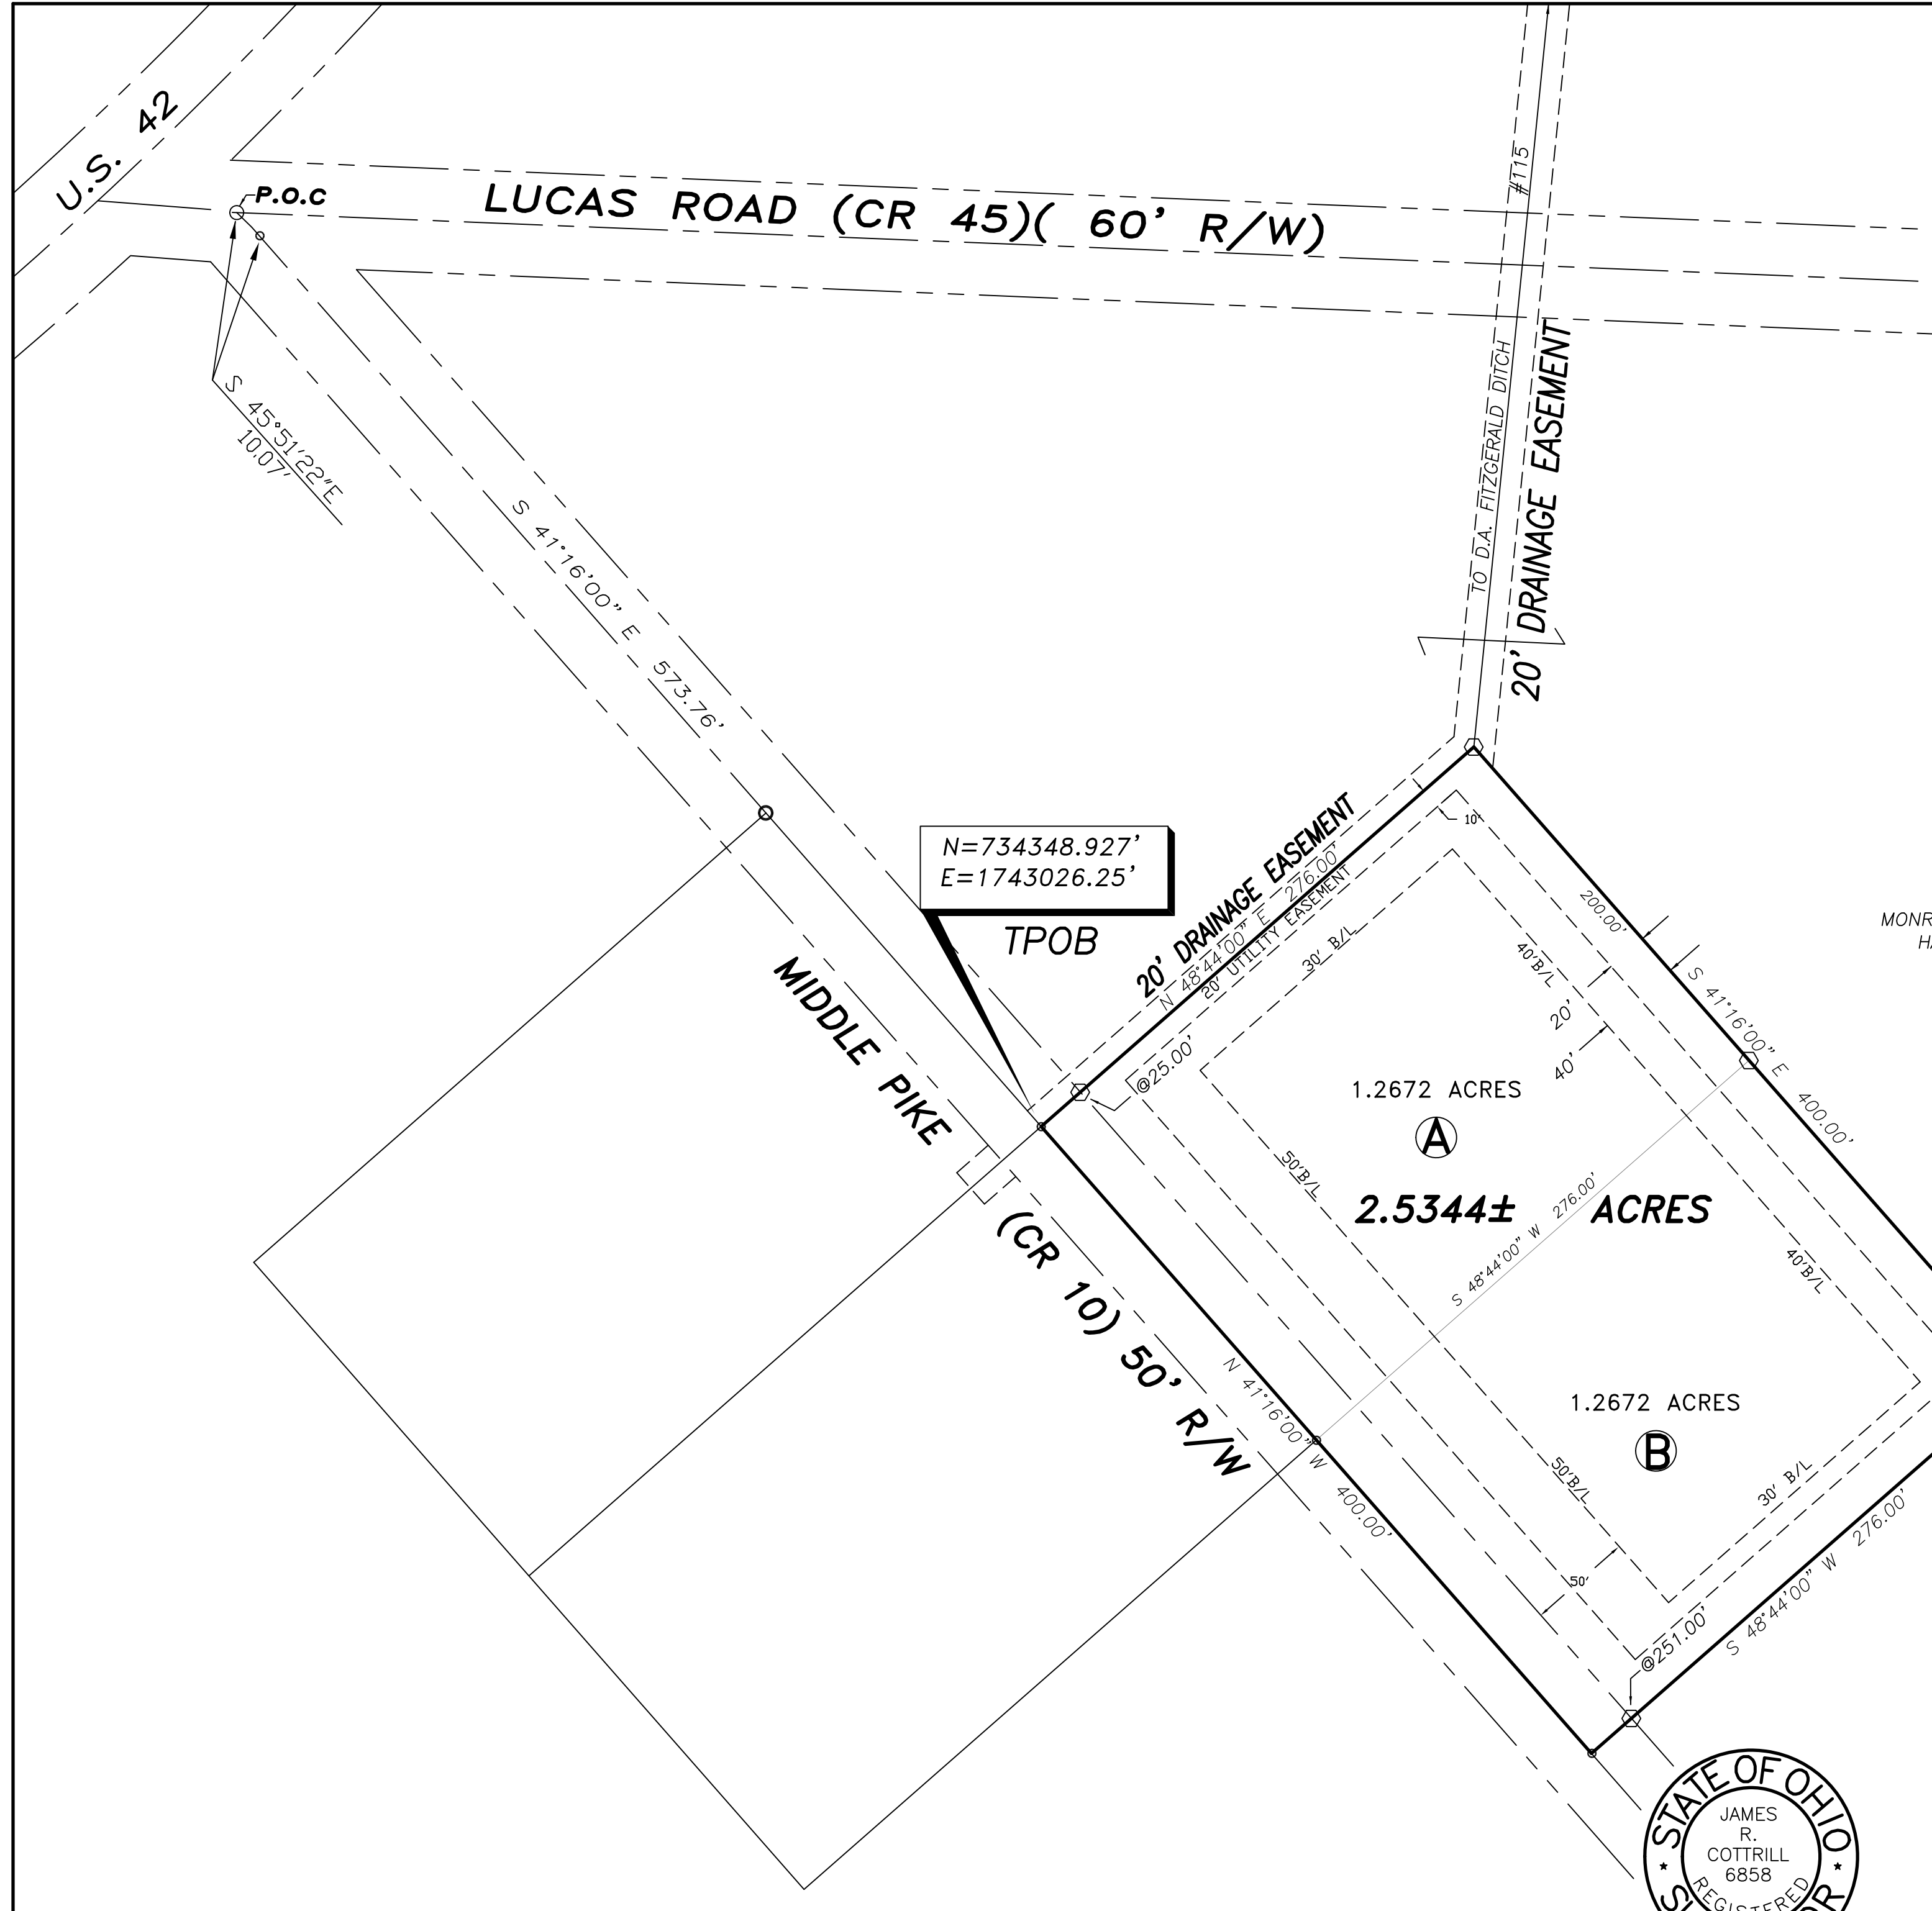 U.S. 42
P.O.C
LUCAS ROAD (CR 45)( 60' R/W)
#115
S 45°51'22"E
10.07'
TO D.A. FITZGERALD DITCH
20' DRAINAGE EASEMENT
S 41°16'00" E 573.76'
N=734348.927'
E=1743026.25'
TPOB
20' DRAINAGE EASEMENT
N 48°44'00" E 276.00'
20' UTILITY EASEMENT
30' B/L
10'
200.00'
40'B/L
20'
40'
S 41°16'00" E 400.00'
MONR
HA
@25.00'
MIDDLE PIKE
(CR 10) 50' R/W
1.2672 ACRES
A
50'B/L
2.5344± ACRES
S 48°44'00" W 276.00'
40'B/L
N 41°16'00" W 400.00'
1.2672 ACRES
B
50'B/L
30' B/L
50'
@251.00'
S 48°44'00" W 276.00'
STATE OF OHIO
JAMES
R.
COTTRILL
6858
REGISTERED